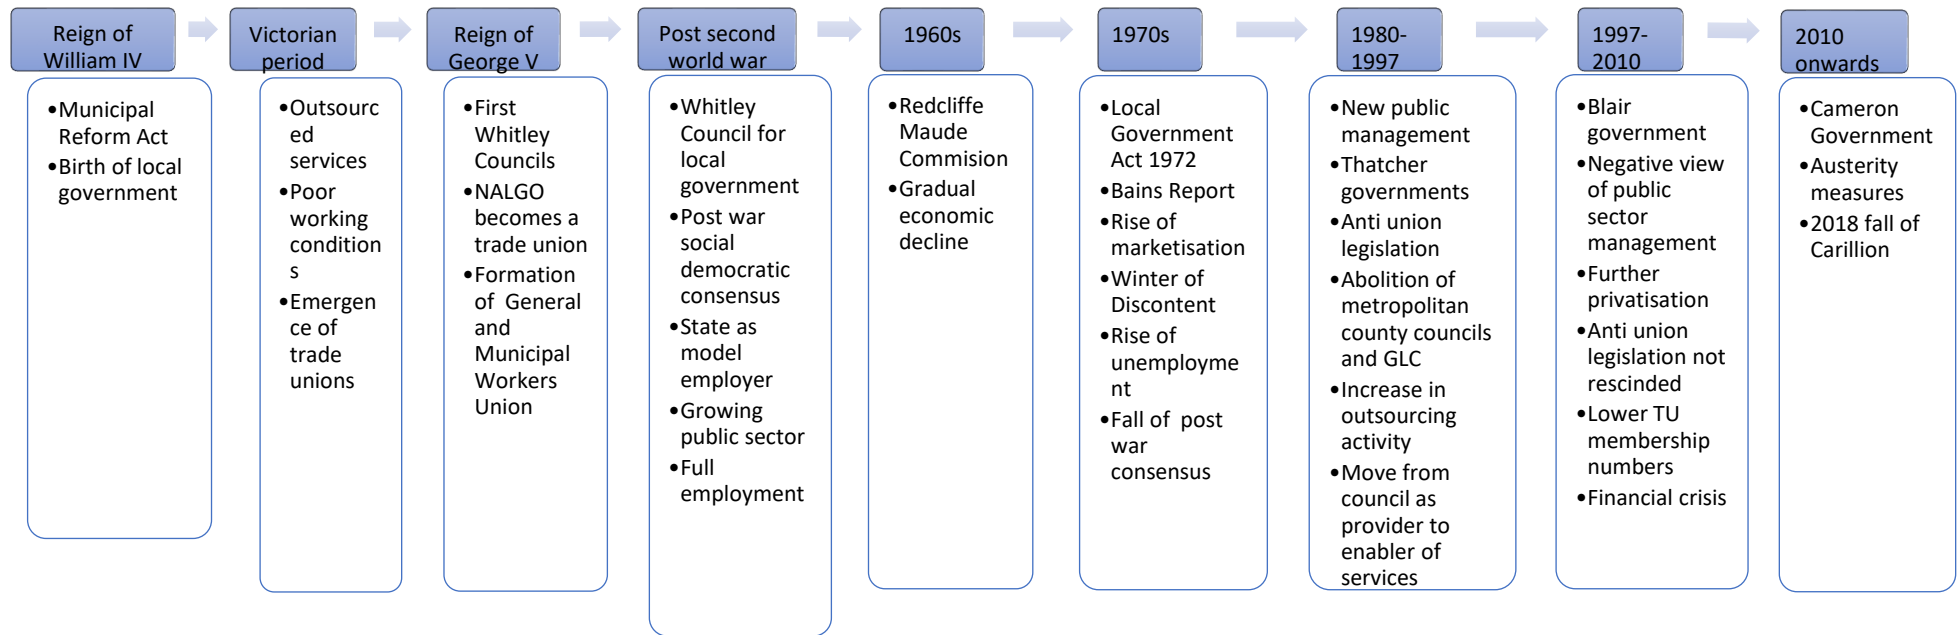 Reign of
William IV
•Municipal
Reform Act
•Birth of local
government
Victorian
period
•Outsourc
ed
services
•Poor
working
condition
s
•Emergen
ce of
trade
unions
Reign of
George V
•First
Whitley
Councils
•NALGO
becomes a
trade union
•Formation
of General
and
Municipal
Workers
Union
Post second
world war
•Whitley
Council for
local
government
•Post war
social
democratic
consensus
•State as
model
employer
•Growing
public sector
•Full
employment
1960s
•Redcliffe
Maude
Commision
•Gradual
economic
decline
1970s
•Local
Government
Act 1972
•Bains Report
•Rise of
marketisation
•Winter of
Discontent
•Rise of
unemployme
nt
•Fall of post
war
consensus
1980-
1997
•New public
management
•Thatcher
governments
•Anti union
legislation
•Abolition of
metropolitan
county councils
and GLC
•Increase in
outsourcing
activity
•Move from
council as
provider to
enabler of
services
1997-
2010
•Blair
government
•Negative view
of public
sector
management
•Further
privatisation
•Anti union
legislation not
rescinded
•Lower TU
membership
numbers
•Financial crisis
2010
onwards
•Cameron
Government
•Austerity
measures
•2018 fall of
Carillion